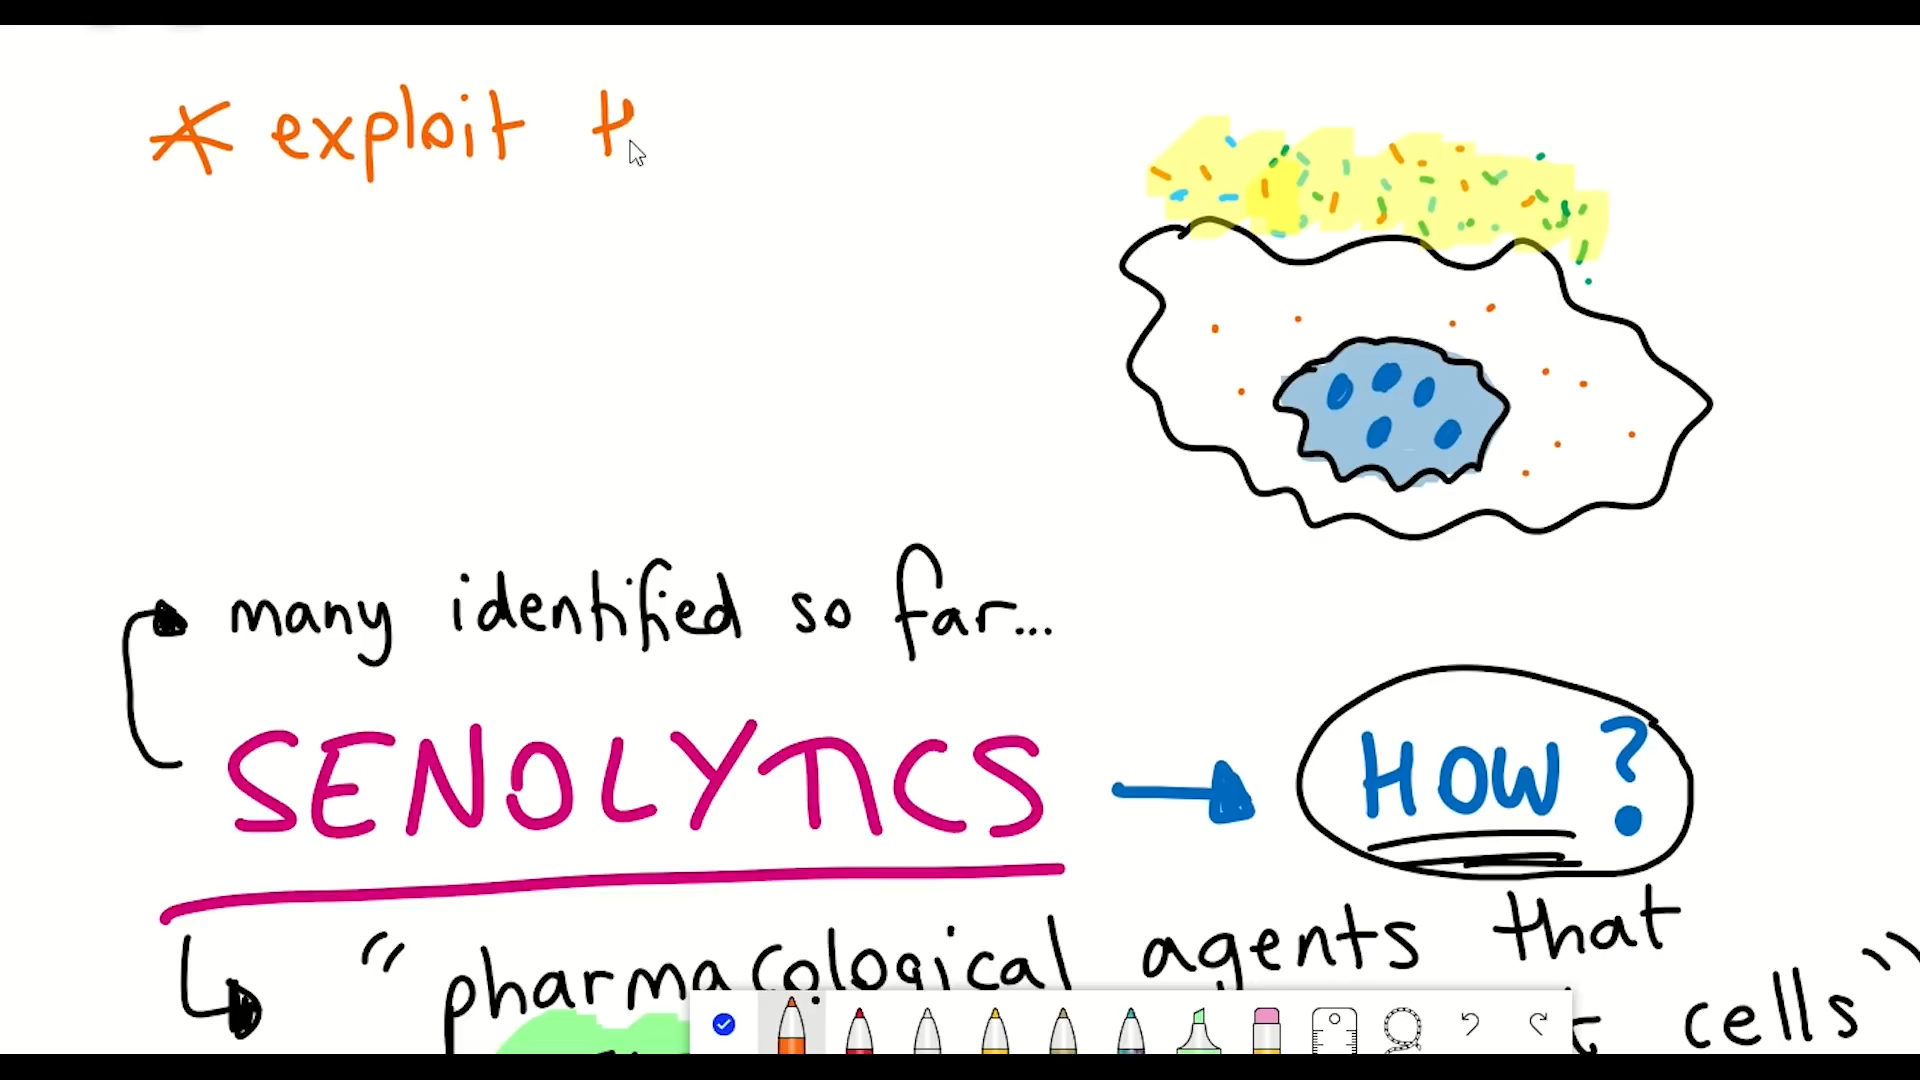 * exploit
many identified so far...
SENOLYTICS → HOW?
" pharmacological agents that
cells "